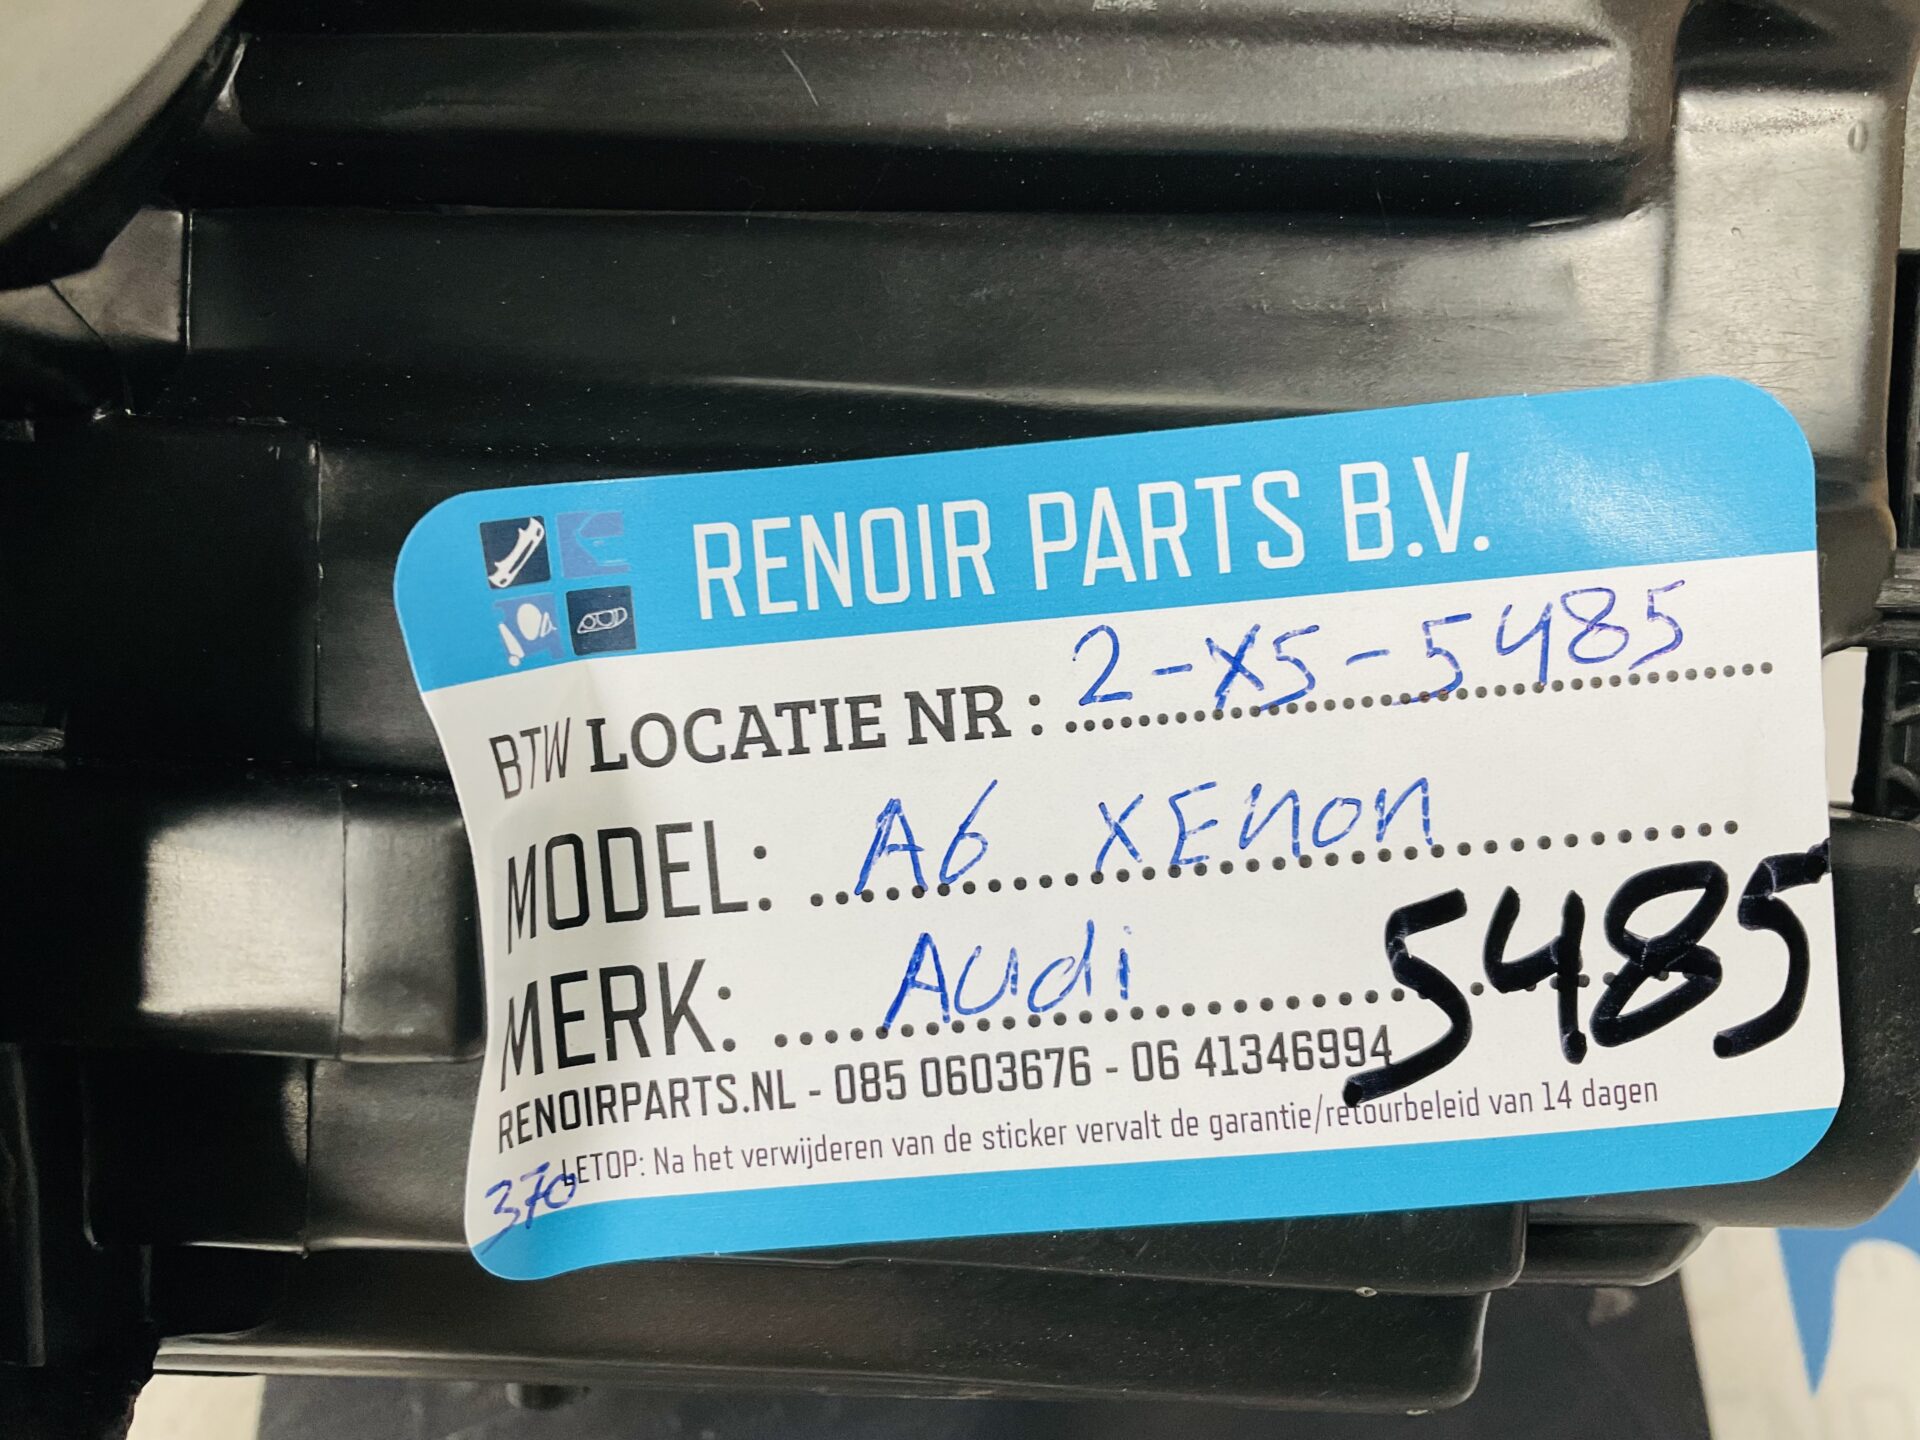 RENOIR PARTS B.V.
BTW LOCATIE NR : 2-X5-5485
MODEL: A6 XENON
MERK: Audi
5485
RENOIRPARTS.NL - 085 0603676 - 06 41346994
LETOP: Na het verwijderen van de sticker vervalt de garantie/retourbeleid van 14 dagen
370